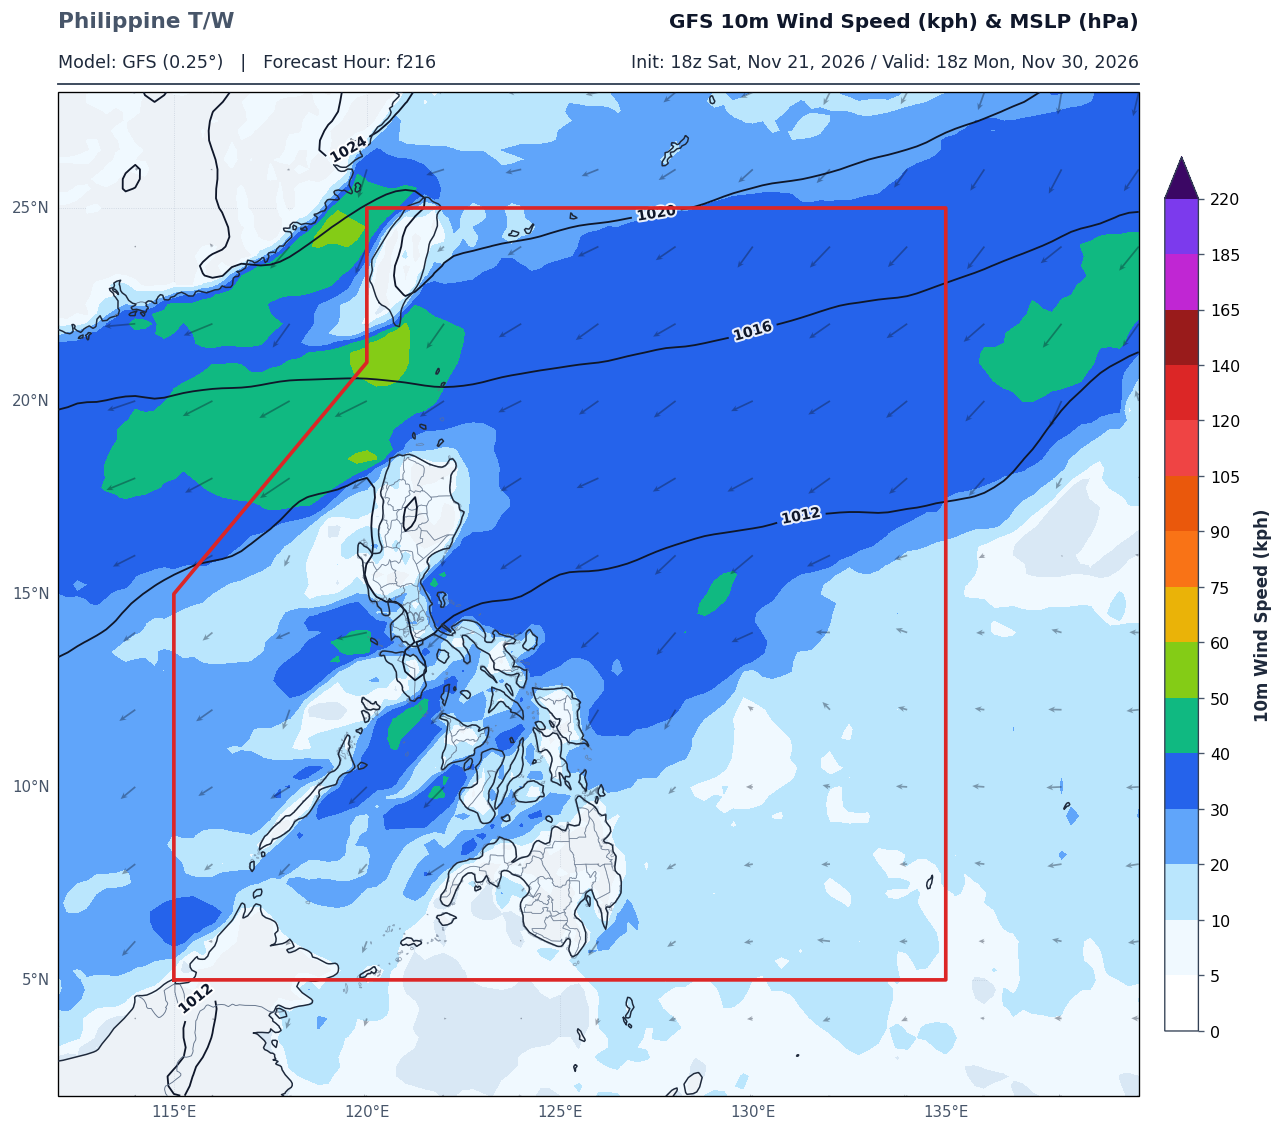 Philippine T/W
GFS 10m Wind Speed (kph) & MSLP (hPa)
Model: GFS (0.25°)   |   Forecast Hour: f216
Init: 18z Sat, Nov 21, 2026 / Valid: 18z Mon, Nov 30, 2026
1024
1020
1016
1012
1012
25°N
20°N
15°N
10°N
5°N
115°E
120°E
125°E
130°E
135°E
220
185
165
140
120
105
90
75
60
50
40
30
20
10
5
0
10m Wind Speed (kph)